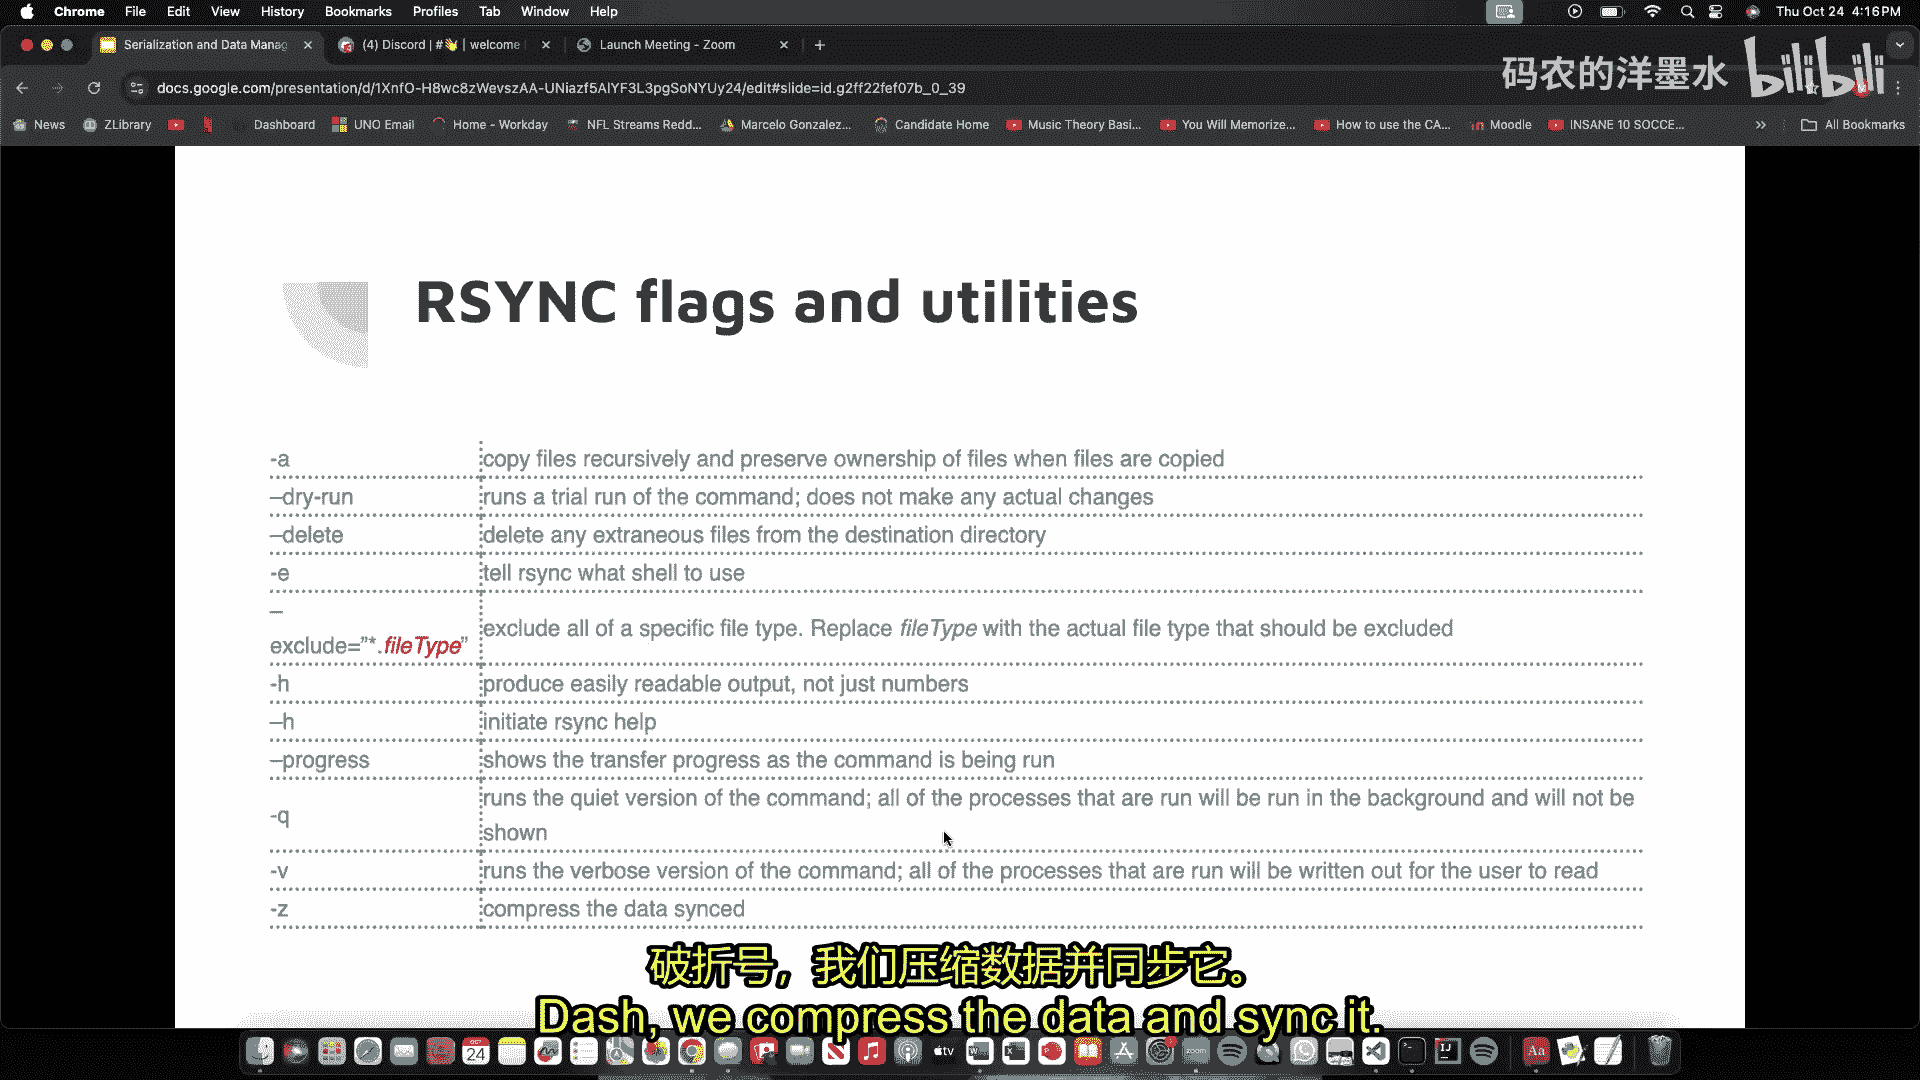 Chrome File Edit View History Bookmarks Profiles Tab Window Help Thu Oct 24 4:16 PM
Serialization and Data Manag (4) Discord | #👋 | welcome Launch Meeting - Zoom
码农的洋墨水 bilibili
docs.google.com/presentation/d/1XnfO-H8wc8zWevszAA-UNiazf5AlYF3L3pgSoNYUy24/edit#slide=id.g2ff22fef07b_0_39
News ZLibrary Dashboard UNO Email Home - Workday NFL Streams Redd... Marcelo Gonzalez... Candidate Home Music Theory Basi... You Will Memorize... How to use the CA... Moodle INSANE 10 SOCCE... All Bookmarks
RSYNC flags and utilities
-a copy files recursively and preserve ownership of files when files are copied
–dry-run runs a trial run of the command; does not make any actual changes
–delete delete any extraneous files from the destination directory
-e tell rsync what shell to use
–
exclude=”*.fileType” exclude all of a specific file type. Replace fileType with the actual file type that should be excluded
-h produce easily readable output, not just numbers
–h initiate rsync help
–progress shows the transfer progress as the command is being run
-q runs the quiet version of the command; all of the processes that are run will be run in the background and will not be
shown
-v runs the verbose version of the command; all of the processes that are run will be written out for the user to read
-z compress the data synced
破折号，我们压缩数据并同步它。
Dash, we compress the data and sync it.
OCT
24
tv
zoom
IJ
Aa